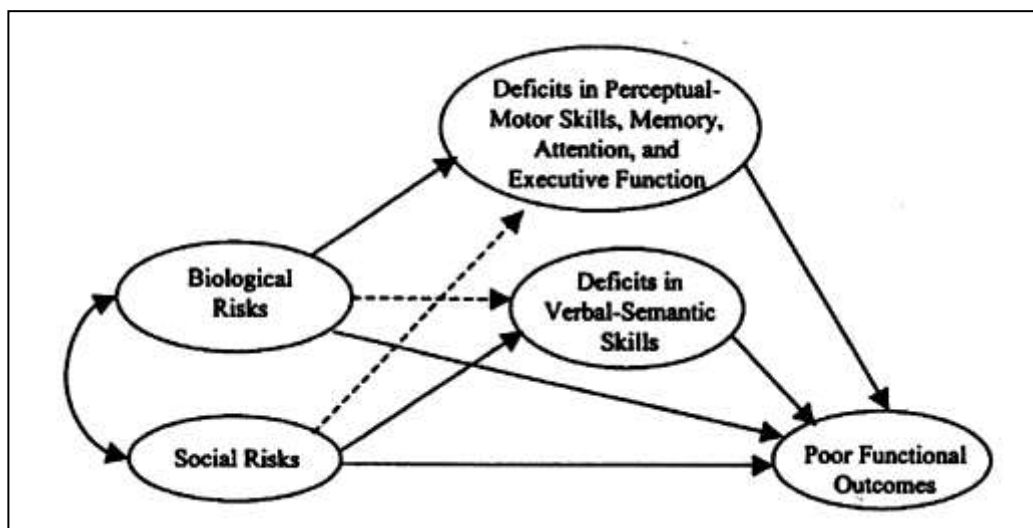 Deficits in Perceptual-
Motor Skills, Memory,
Attention, and
Executive Function
Biological
Risks
Deficits in
Verbal-Semantic
Skills
Social Risks
Poor Functional
Outcomes